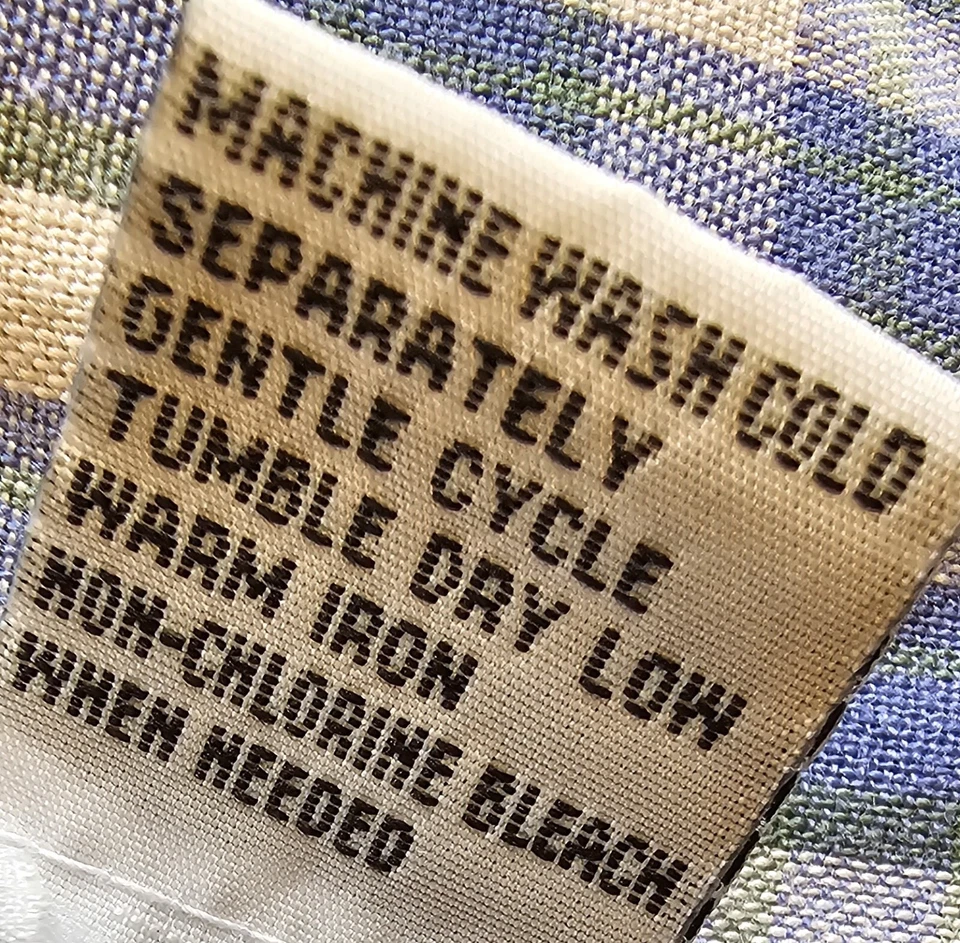 MACHINE WASH COLD
SEPARATELY
GENTLE CYCLE
TUMBLE DRY LOW
WARM IRON
NON-CHLORINE BLEACH
WHEN NEEDED